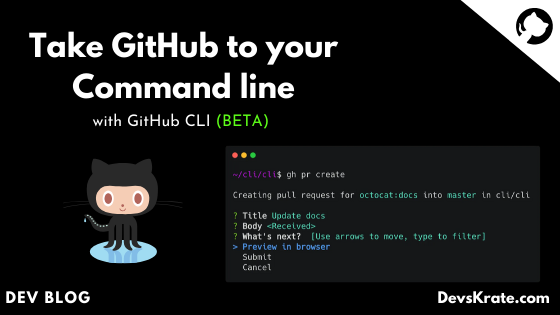 Take GitHub to your
Command line
with GitHub CLI (BETA)
~/cli/cli$ gh pr create
Creating pull request for octocat:docs into master in cli/cli
? Title Update docs
? Body <Received>
? What's next? [Use arrows to move, type to filter]
> Preview in browser
Submit
Cancel
DEV BLOG
DevsKrate.com